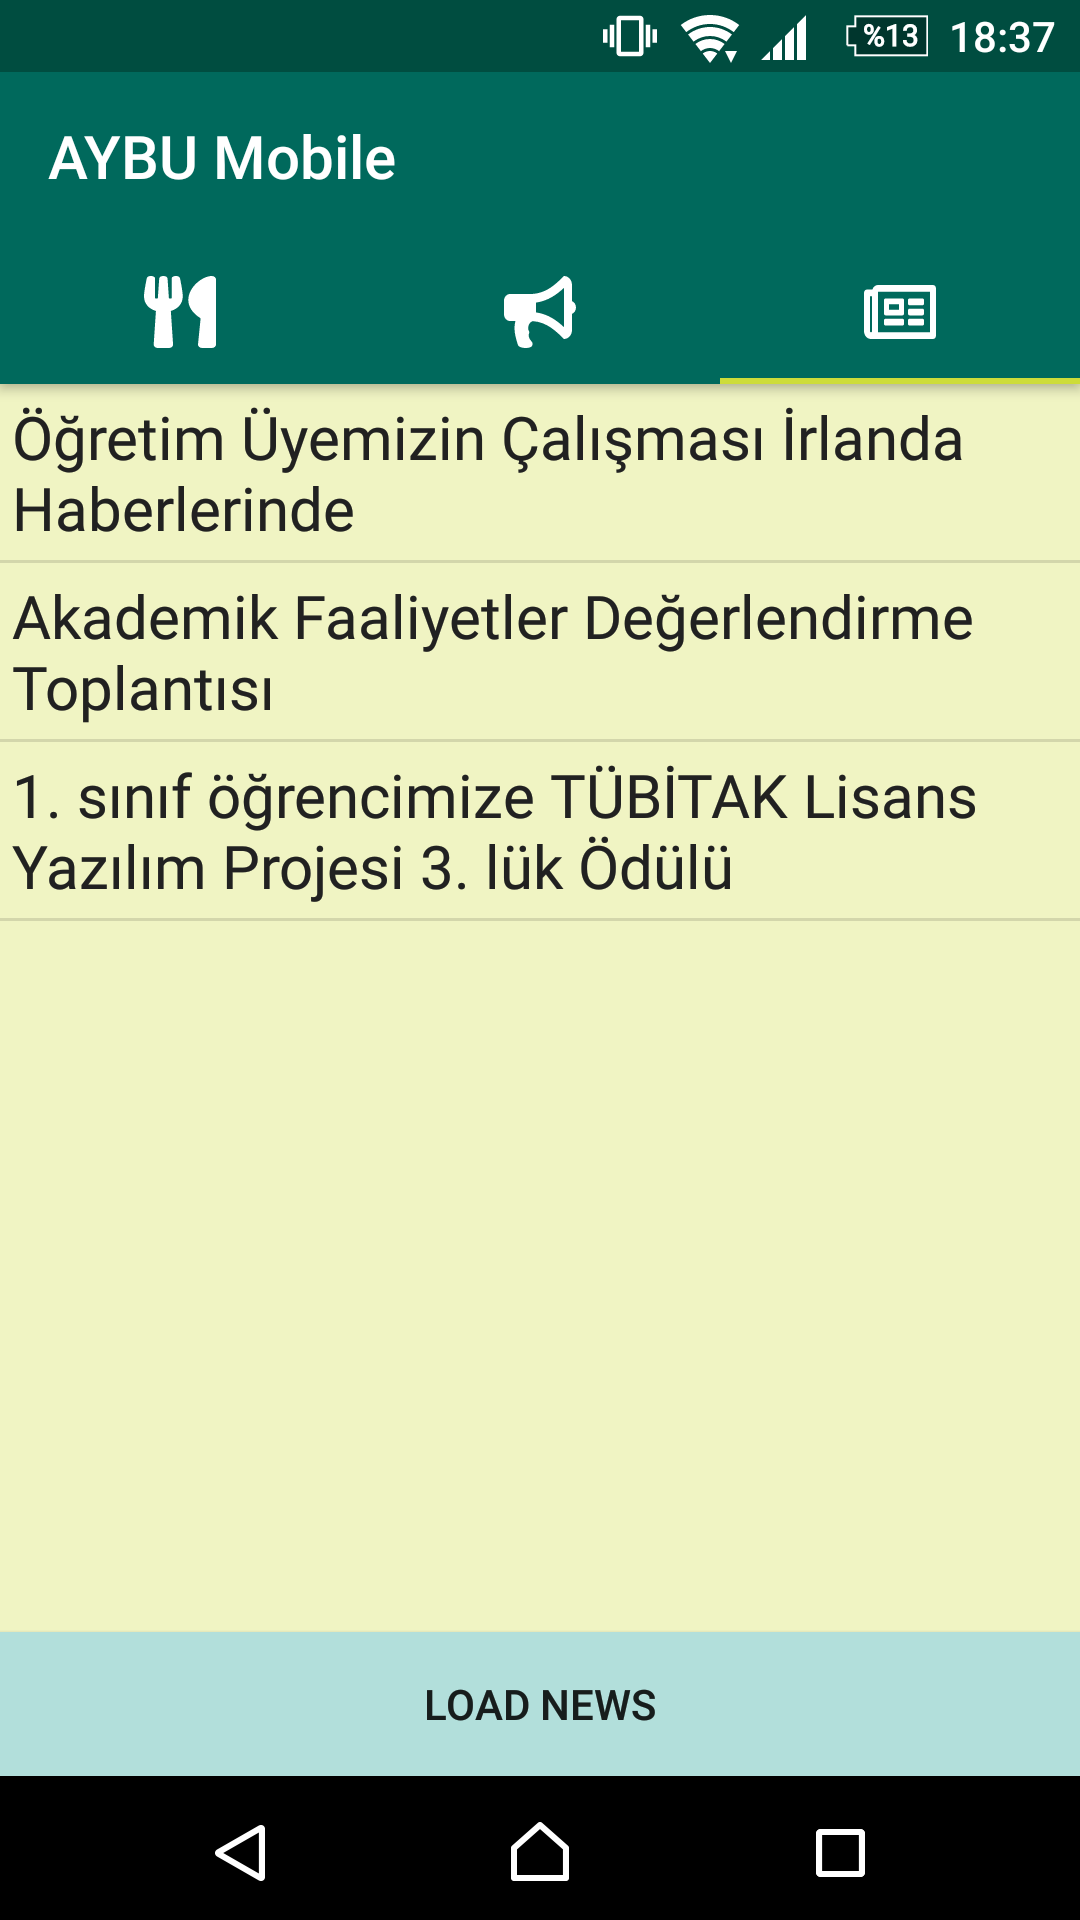 %13 18:37
AYBU Mobile
Öğretim Üyemizin Çalışması İrlanda
Haberlerinde
Akademik Faaliyetler Değerlendirme
Toplantısı
1. sınıf öğrencimize TÜBİTAK Lisans
Yazılım Projesi 3. lük Ödülü
LOAD NEWS